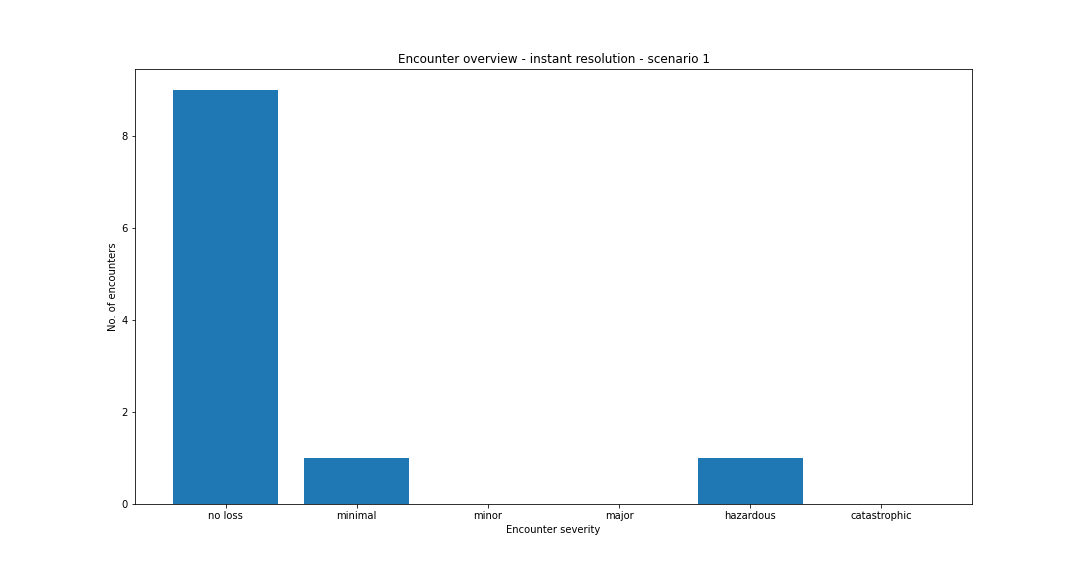 Encounter overview - instant resolution - scenario 1
No. of encounters
8
6
4
2
0
no loss minimal minor major hazardous catastrophic
Encounter severity